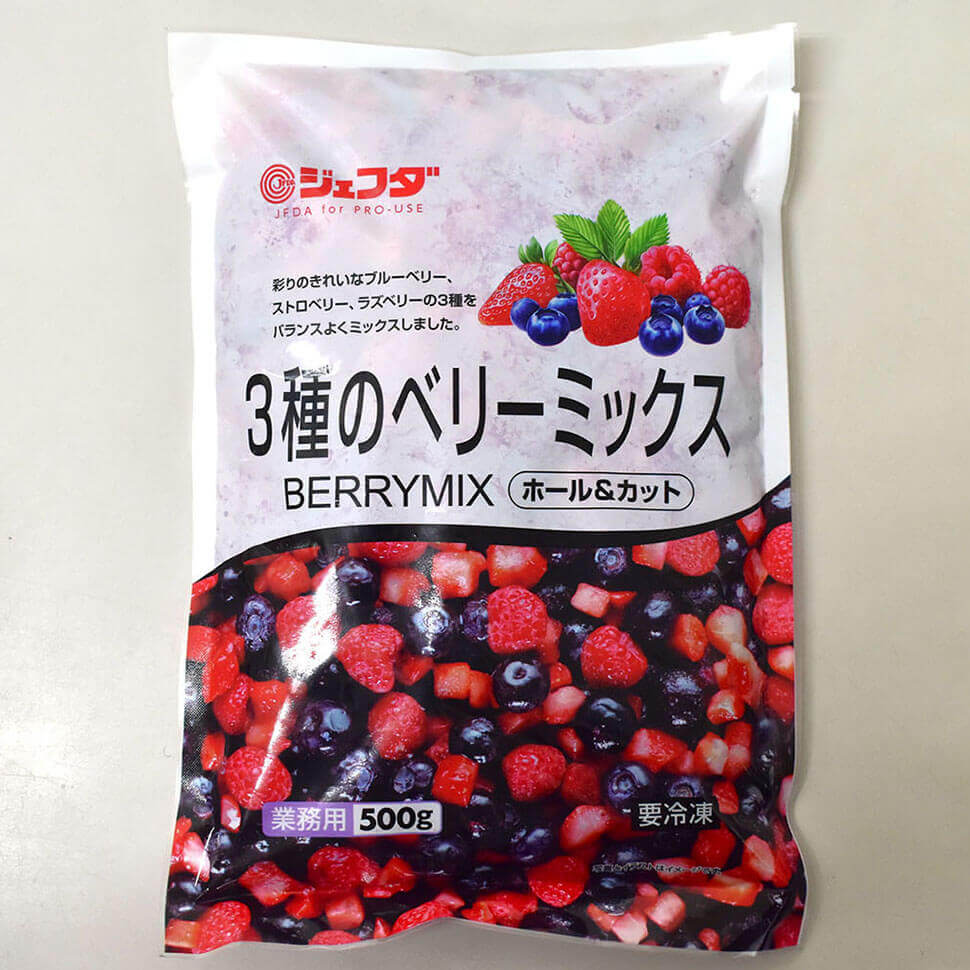 ジェフダ
JFDA for PRO-USE
彩りのきれいなブルーベリー、
ストロベリー、ラズベリーの3種を
バランスよくミックスしました。
3種のベリーミックス
BERRYMIX ホール&カット
業務用 500g
要冷凍